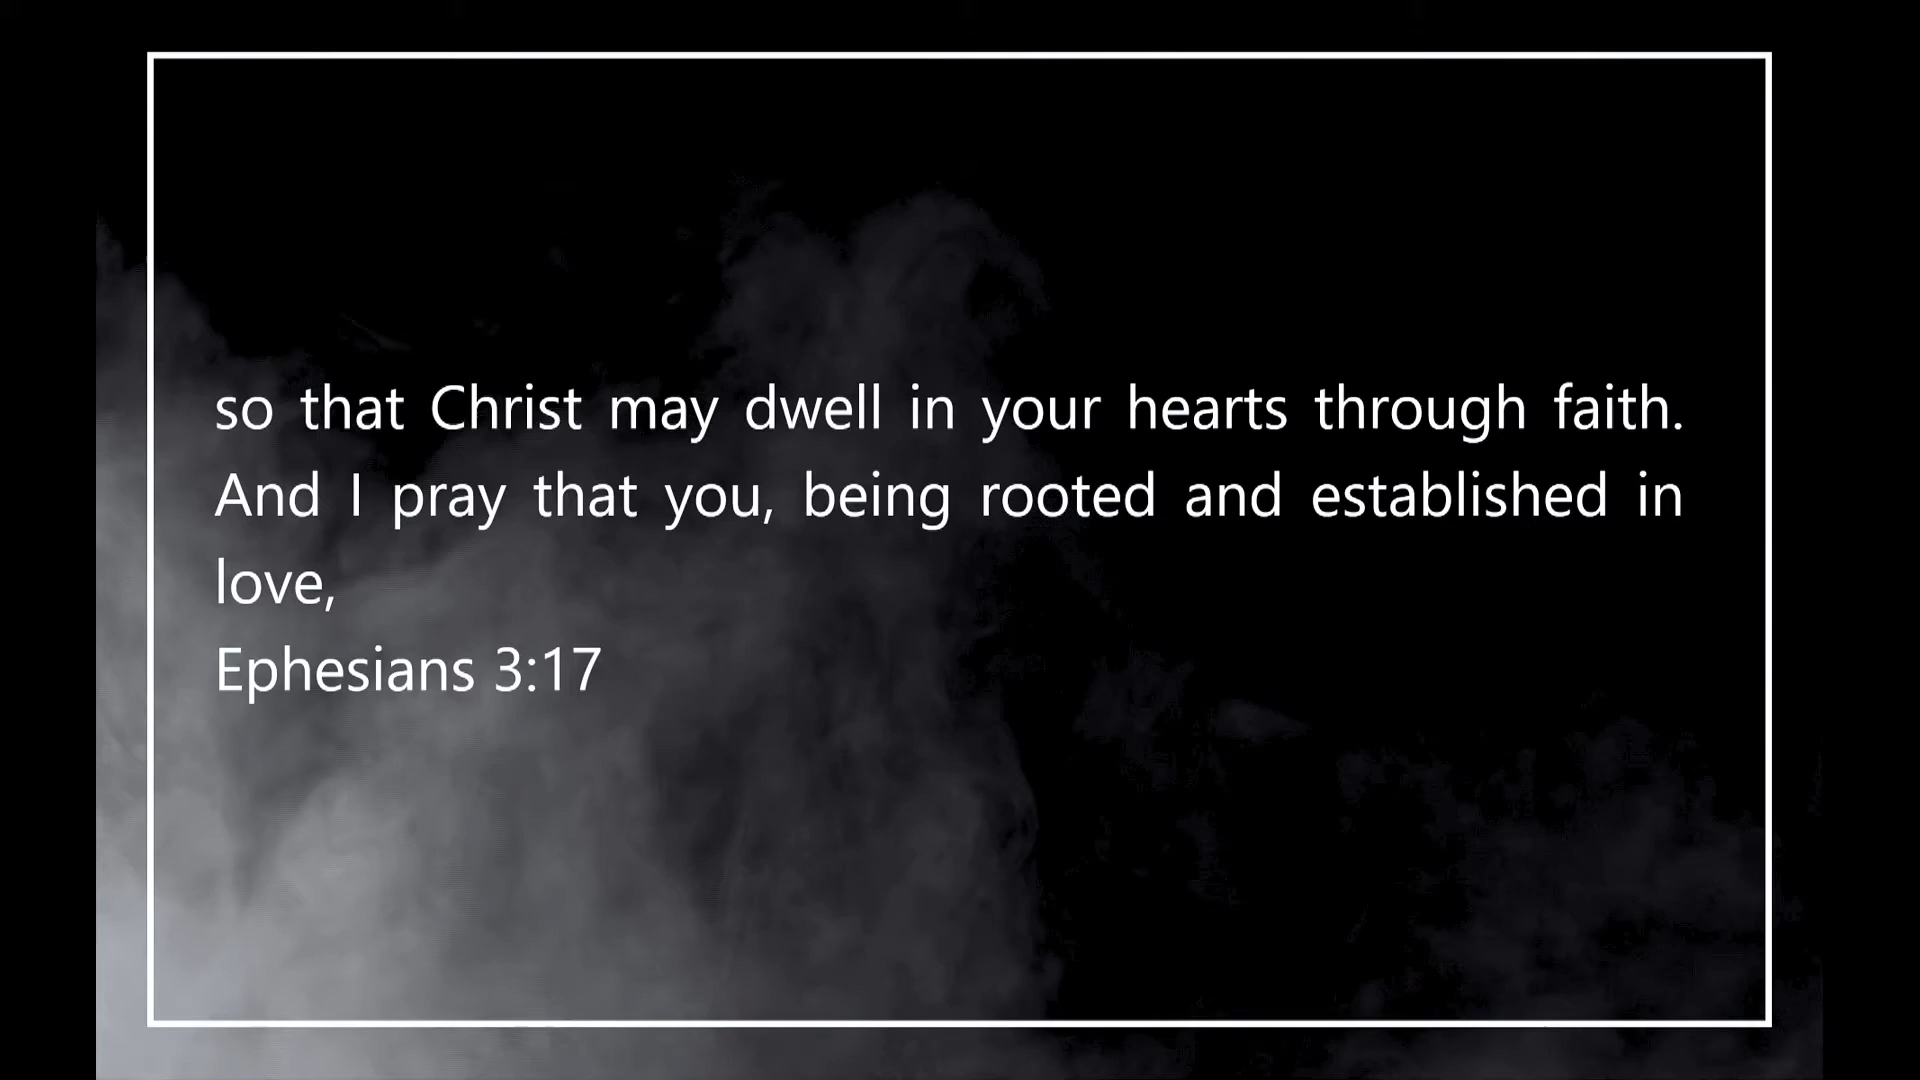 so that Christ may dwell in your hearts through faith.
And I pray that you, being rooted and established in
love,
Ephesians 3:17